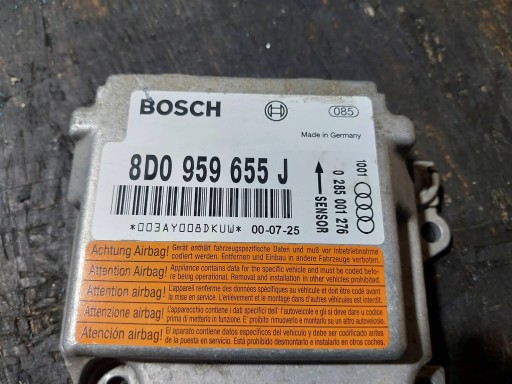 BOSCH
085
Made in Germany
8D0 959 655 J
SENSOR
0 285 001 276
1001
*003AY008DKUW* 00-07-25
Achtung Airbag! Gerät enthält fahrzeugspezifische Daten und muß vor Inbetriebnahme
codiert werden. Entfernen und Einbau in andere Fahrzeuge verboten.
Attention Airbag! Appliance contains data for the specific vehicle and must be coded befo-
re being operational. Removal and installation in other vehicles prohibited.
Attention airbag! L'appareil renferme des données spécifiques au véhicule et doit être codé avant
la mise en service. L'enlèvement et le montage dans d'autres véhicules est interdit.
Attenzione airbag! L'apparecchio contiene i dati specifici dell' l'autoveicolo e gli si deve dare u codice
prima di metterlo in funzione. E' proibito rimuoverlo e montarlo su un altro autoveicolo.
Atención airbag! El aparato contiene datos específicos del vehículo y debe ser codificado antes
de la puesta en marcha. Prohibido desmontarlo e instalarlo en otros coches.